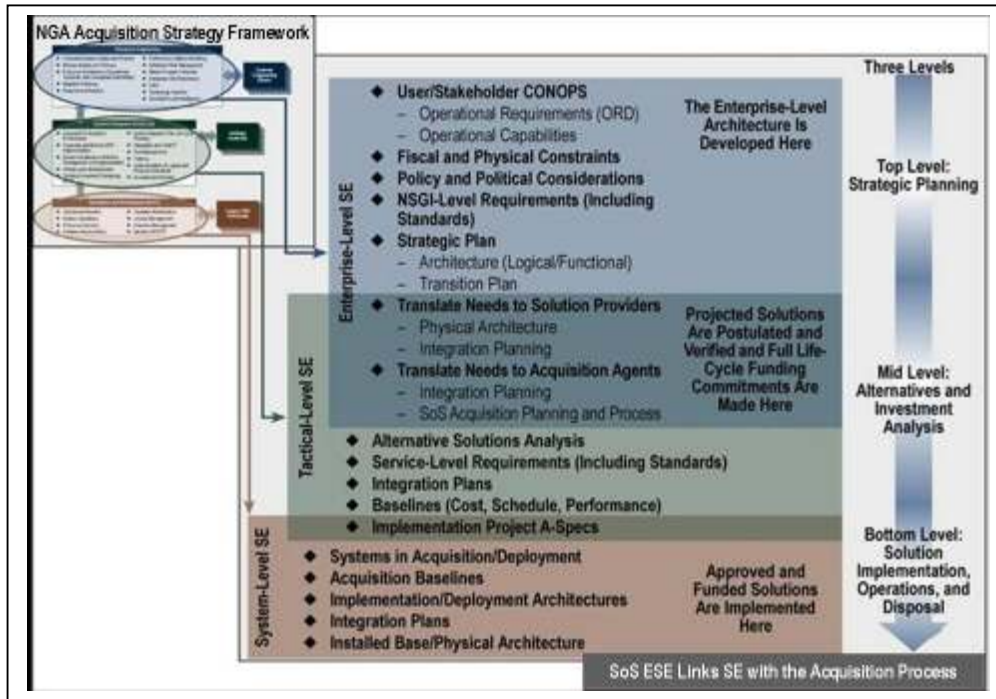 NGA Acquisition Strategy Framework
Three Levels
◆ User/Stakeholder CONOPS
– Operational Requirements (ORD)
– Operational Capabilities
◆ Fiscal and Physical Constraints
◆ Policy and Political Considerations
◆ NSGI-Level Requirements (Including
Standards)
◆ Strategic Plan
– Architecture (Logical/Functional)
– Transition Plan
◆ Translate Needs to Solution Providers
– Physical Architecture
– Integration Planning
◆ Translate Needs to Acquisition Agents
– Integration Planning
– SoS Acquisition Planning and Process
Enterprise-Level SE
The Enterprise-Level
Architecture Is
Developed Here
Top Level:
Strategic Planning
Projected Solutions
Are Postulated and
Verified and Full Life-
Cycle Funding
Commitments Are
Made Here
Mid Level:
Alternatives and
Investment
Analysis
Tactical-Level SE
◆ Alternative Solutions Analysis
◆ Service-Level Requirements (Including Standards)
◆ Integration Plans
◆ Baselines (Cost, Schedule, Performance)
◆ Implementation Project A-Specs
System-Level SE
◆ Systems in Acquisition/Deployment
◆ Acquisition Baselines
◆ Implementation/Deployment Architectures
◆ Integration Plans
◆ Installed Base/Physical Architecture
Approved and
Funded Solutions
Are Implemented
Here
Bottom Level:
Solution
Implementation,
Operations, and
Disposal
SoS ESE Links SE with the Acquisition Process